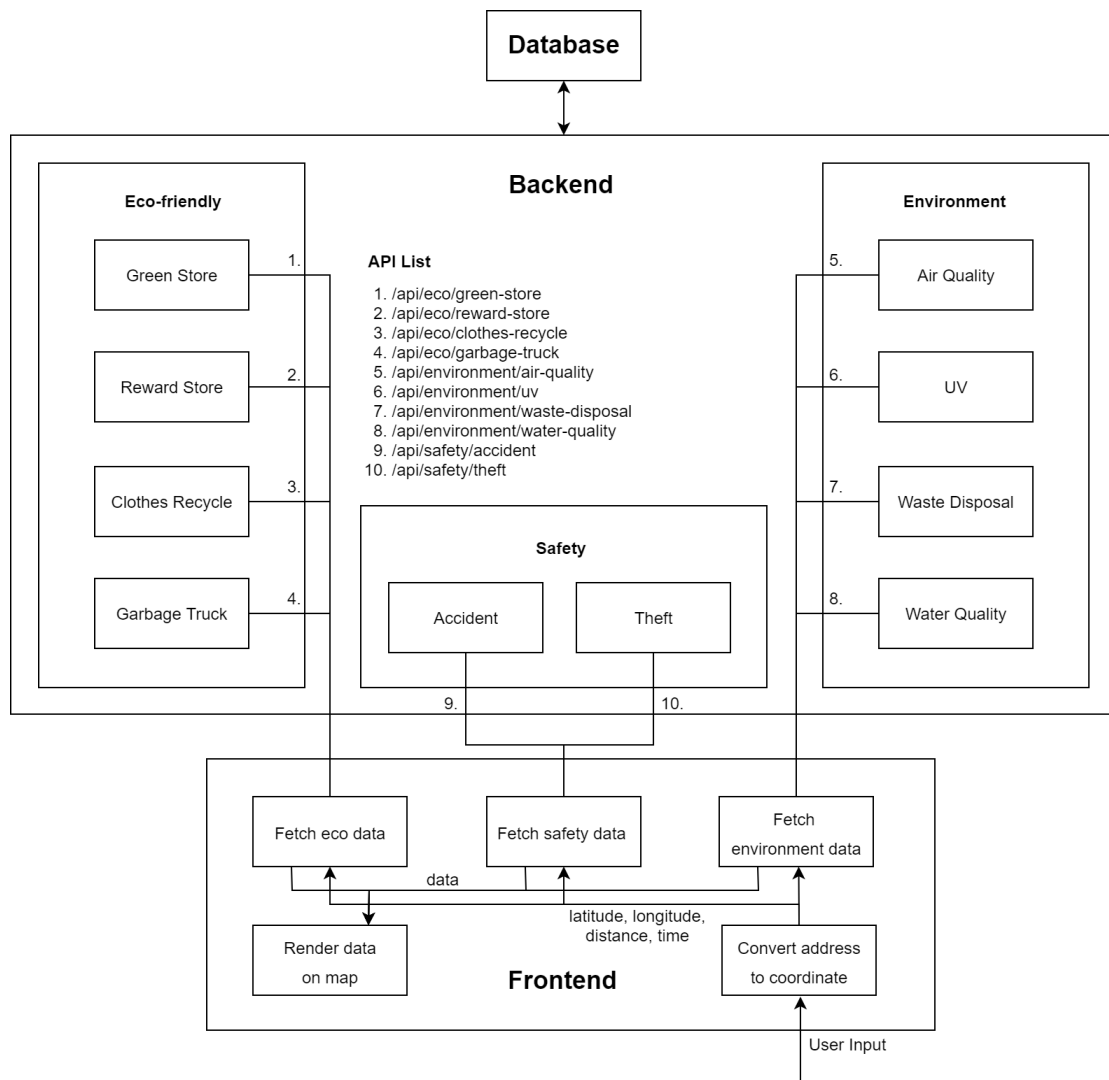 Database
Backend
Eco-friendly
Green Store
Reward Store
Clothes Recycle
Garbage Truck
1.
2.
3.
4.
API List
1. /api/eco/green-store
2. /api/eco/reward-store
3. /api/eco/clothes-recycle
4. /api/eco/garbage-truck
5. /api/environment/air-quality
6. /api/environment/uv
7. /api/environment/waste-disposal
8. /api/environment/water-quality
9. /api/safety/accident
10. /api/safety/theft
Safety
Accident
Theft
9.
10.
Environment
5.
Air Quality
6.
UV
7.
Waste Disposal
8.
Water Quality
Fetch eco data
Fetch safety data
Fetch
environment data
data
latitude, longitude,
distance, time
Render data
on map
Convert address
to coordinate
Frontend
User Input